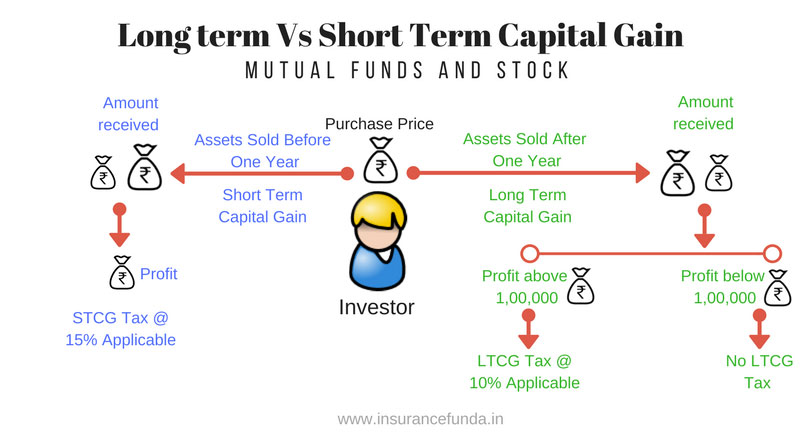 Long term Vs Short Term Capital Gain
MUTUAL FUNDS AND STOCK
Amount
received
Assets Sold Before
One Year
Short Term
Capital Gain
₹
₹
₹
Profit
STCG Tax @
15% Applicable
Purchase Price
₹
Investor
Assets Sold After
One Year
Long Term
Capital Gain
Amount
received
₹
₹
Profit above
1,00,000
₹
LTCG Tax @
10% Applicable
Profit below
1,00,000
₹
No LTCG
Tax
www.insurancefunda.in